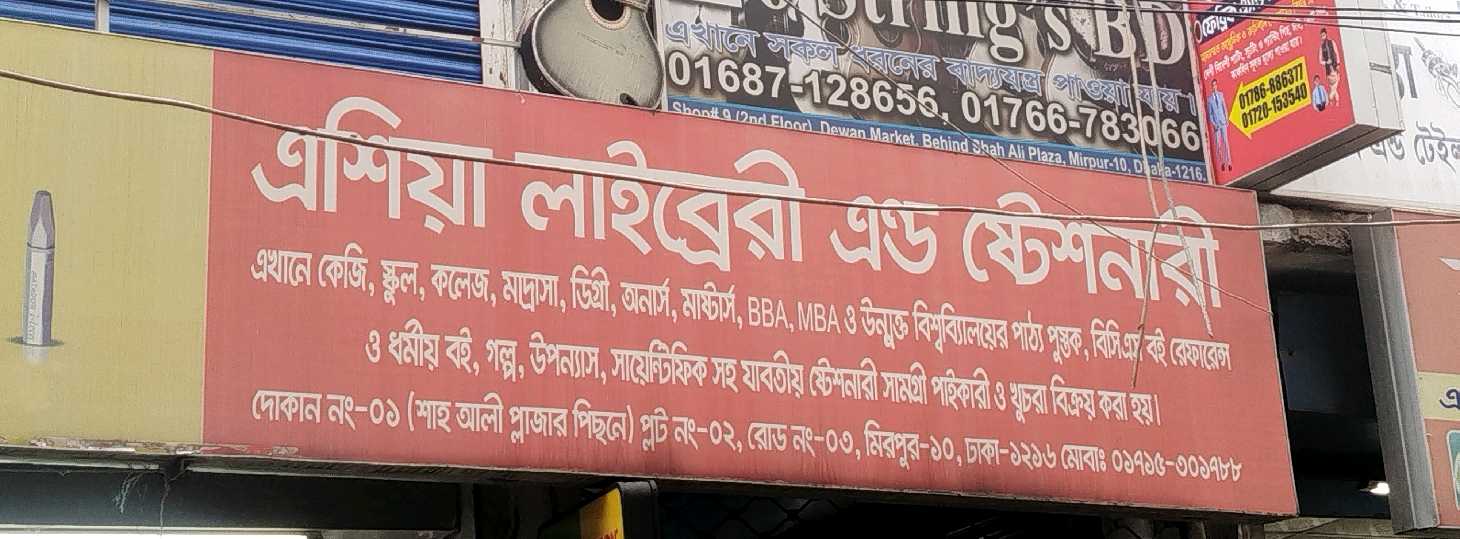 String's BD
এখানে সকল ধরনের বাদ্যযন্ত্র পাওয়া যায়।
01687-128656, 01766-783066
Shop# 9 (2nd Floor), Dewan Market, Behind Shah Ali Plaza, Mirpur-10, Dhaka-1216.
01786-886377
01720-153540
এশিয়া লাইব্রেরী এন্ড ষ্টেশনারী
এখানে কেজি, স্কুল, কলেজ, মাদ্রাসা, ডিগ্রী, অনার্স, মাষ্টার্স, BBA, MBA ও উন্মুক্ত বিশ্ববিদ্যালয়ের পাঠ্য পুস্তক, বিসিএস বই রেফারেন্স
ও ধর্মীয় বই, গল্প, উপন্যাস, সায়েন্টিফিক সহ যাবতীয় ষ্টেশনারী সামগ্রী পাইকারী ও খুচরা বিক্রয় করা হয়।
দোকান নং-০১ (শাহ আলী প্লাজার পিছনে) প্লট নং-০২, রোড নং-০৩, মিরপুর-১০, ঢাকা-১২১৬ মোবাঃ ০১৭১৫-৩০১৭৮৮